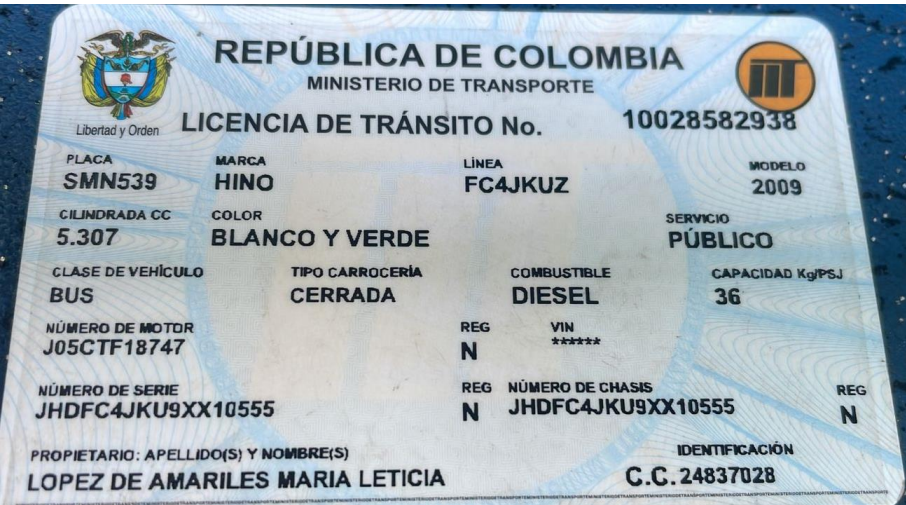 REPÚBLICA DE COLOMBIA
MINISTERIO DE TRANSPORTE
Libertad y Orden
LICENCIA DE TRÁNSITO No. 10028582938
PLACA MARCA LÍNEA MODELO
SMN539 HINO FC4JKUZ 2009
CILINDRADA CC COLOR SERVICIO
5.307 BLANCO Y VERDE PÚBLICO
CLASE DE VEHÍCULO TIPO CARROCERÍA COMBUSTIBLE CAPACIDAD Kg/PSJ
BUS CERRADA DIESEL 36
NÚMERO DE MOTOR REG VIN
J05CTF18747 N ******
NÚMERO DE SERIE REG NÚMERO DE CHASIS REG
JHDFC4JKU9XX10555 N JHDFC4JKU9XX10555 N
PROPIETARIO: APELLIDO(S) Y NOMBRE(S) IDENTIFICACIÓN
LOPEZ DE AMARILES MARIA LETICIA C.C. 24837028